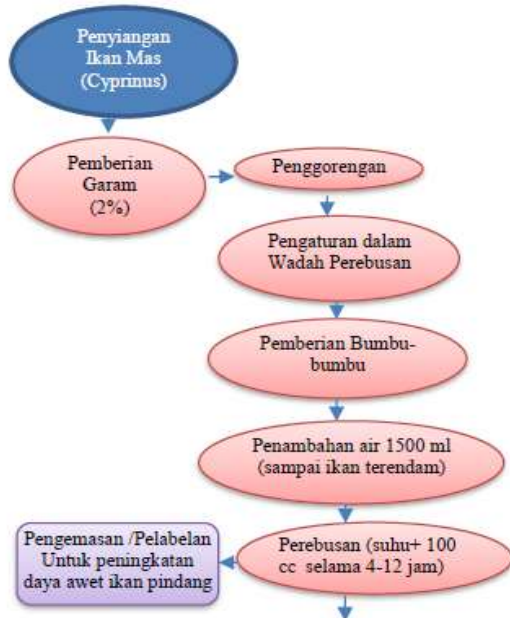 Penyiangan
Ikan Mas
(Cyprinus)
Pemberian
Garam
(2%)
Penggorengan
Pengaturan dalam
Wadah Perebusan
Pemberian Bumbu-
bumbu
Penambahan air 1500 ml
(sampai ikan terendam)
Perebusan (suhu+ 100
cc selama 4-12 jam)
Pengemasan /Pelabelan
Untuk peningkatan
daya awet ikan pindang